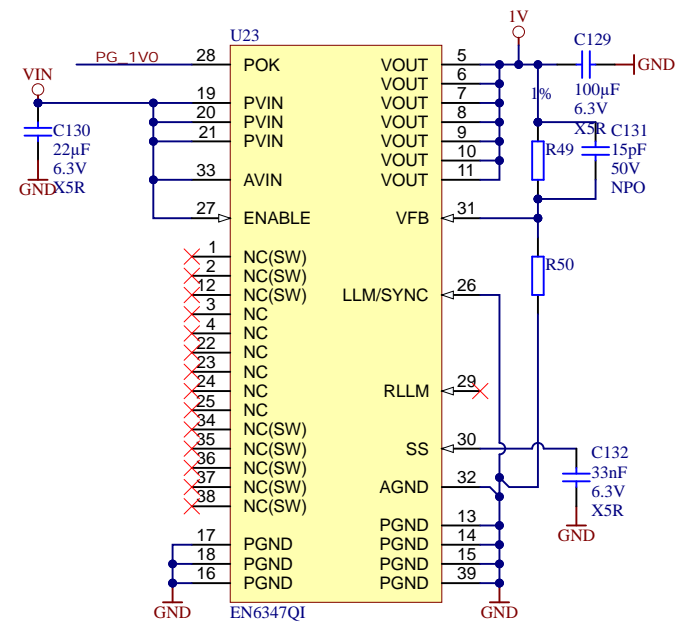 1V
U23
C129
PG_1V0
28
POK
VOUT
5
GND
VIN
VOUT
6
100µF
19
PVIN
VOUT
7
1%
6.3V
20
PVIN
VOUT
8
X5R
C131
C130
21
PVIN
VOUT
9
R49
15pF
22µF
VOUT
10
50V
6.3V
33
AVIN
VOUT
11
NPO
GND
X5R
27
ENABLE
VFB
31
1
NC(SW)
R50
2
NC(SW)
12
NC(SW)
LLM/SYNC
26
3
NC
4
NC
22
NC
23
NC
24
NC
RLLM
29
25
NC
34
NC(SW)
35
NC(SW)
SS
30
C132
36
NC(SW)
33nF
37
NC(SW)
AGND
32
6.3V
38
NC(SW)
X5R
PGND
13
GND
17
PGND
PGND
14
18
PGND
PGND
15
16
PGND
PGND
39
GND
EN6347QI
GND